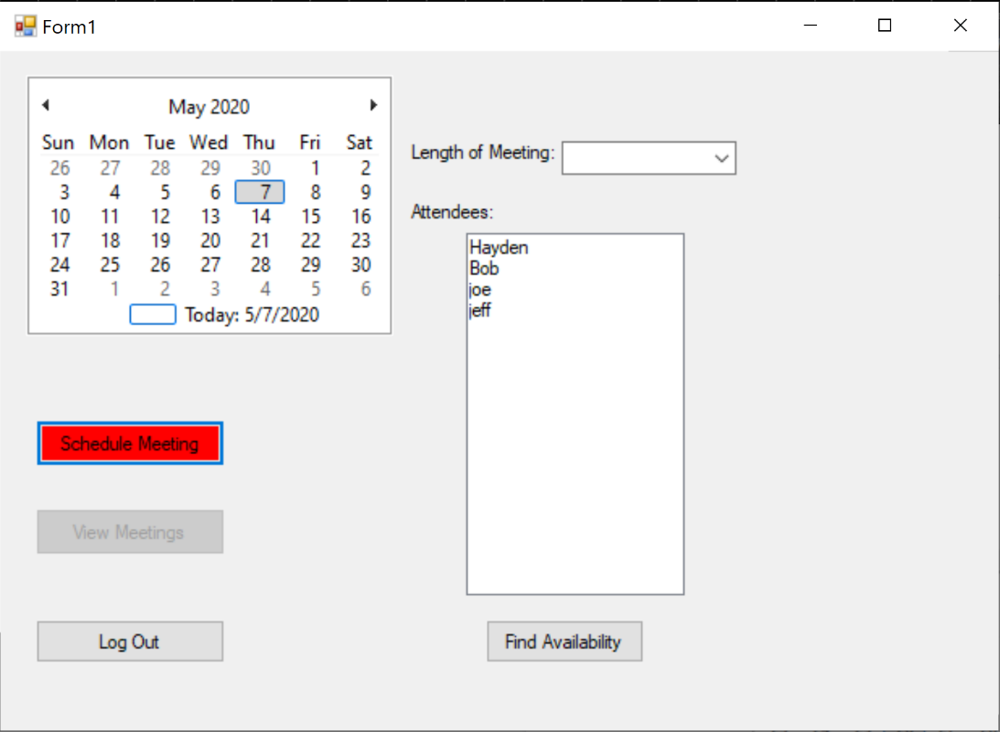 Form1
May 2020
Sun Mon Tue Wed Thu Fri Sat
26 27 28 29 30 1 2
3 4 5 6 7 8 9
10 11 12 13 14 15 16
17 18 19 20 21 22 23
24 25 26 27 28 29 30
31 1 2 3 4 5 6
Today: 5/7/2020
Length of Meeting:
Attendees:
Hayden
Bob
joe
jeff
Schedule Meeting
View Meetings
Log Out
Find Availability